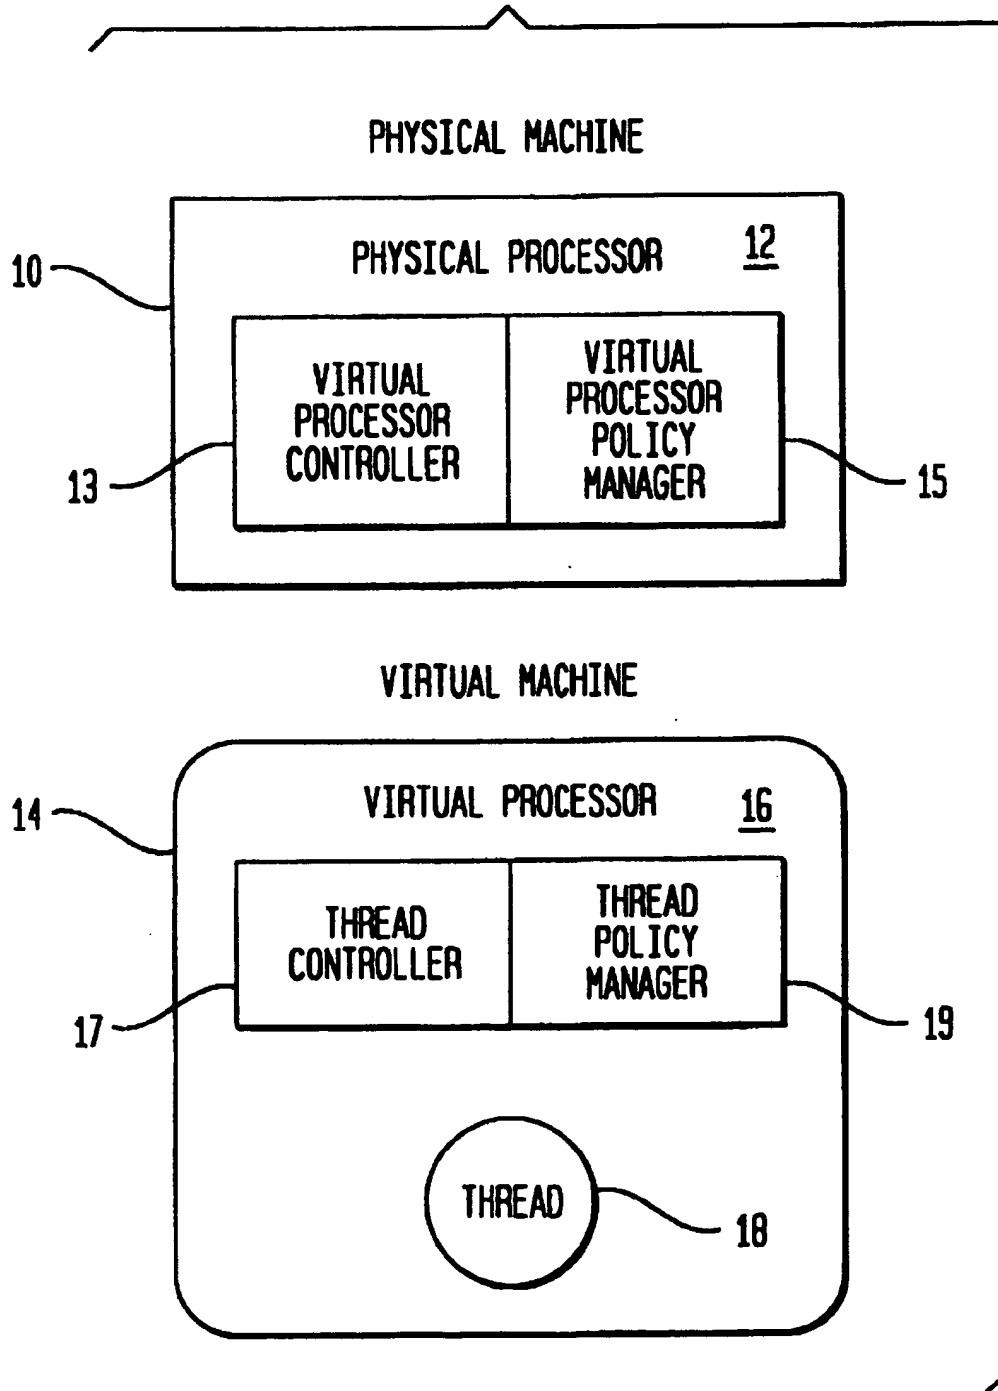 PHYSICAL MACHINE
PHYSICAL PROCESSOR 12
10
VIRTUAL
PROCESSOR
CONTROLLER
VIRTUAL
PROCESSOR
POLICY
MANAGER
13
15
VIRTUAL MACHINE
VIRTUAL PROCESSOR 16
14
THREAD
CONTROLLER
THREAD
POLICY
MANAGER
17
19
THREAD
18